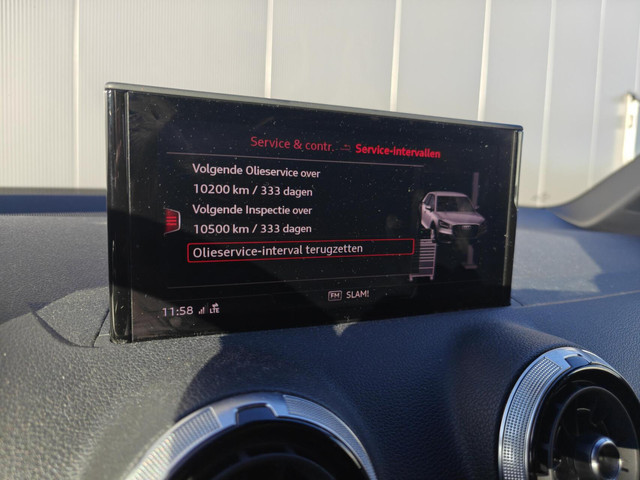 Service & contr. Service-intervallen
Volgende Olieservice over
10200 km / 333 dagen
Volgende Inspectie over
10500 km / 333 dagen
Olieservice-interval terugzetten
FM SLAM!
11:58 LTE